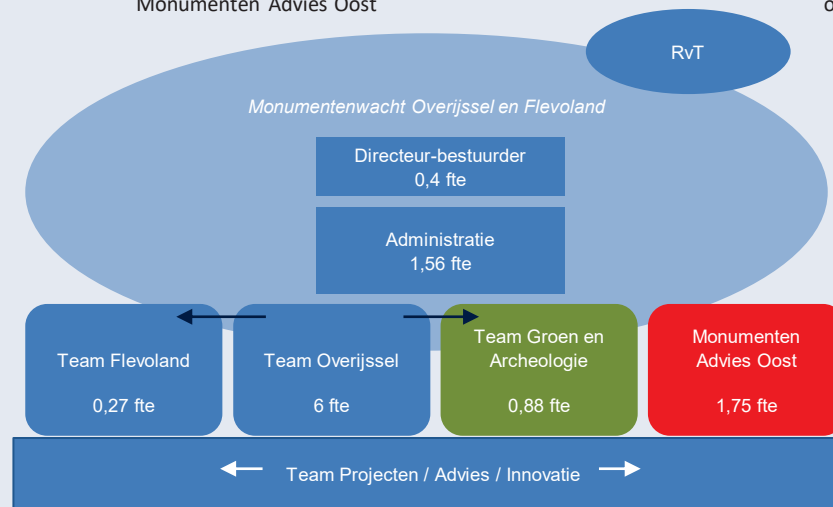 Monumenten Advies Oost
o
RvT
Monumentenwacht Overijssel en Flevoland
Directeur-bestuurder
0,4 fte
Administratie
1,56 fte
Team Flevoland
0,27 fte
Team Overijssel
6 fte
Team Groen en
Archeologie
0,88 fte
Monumenten
Advies Oost
1,75 fte
Team Projecten / Advies / Innovatie